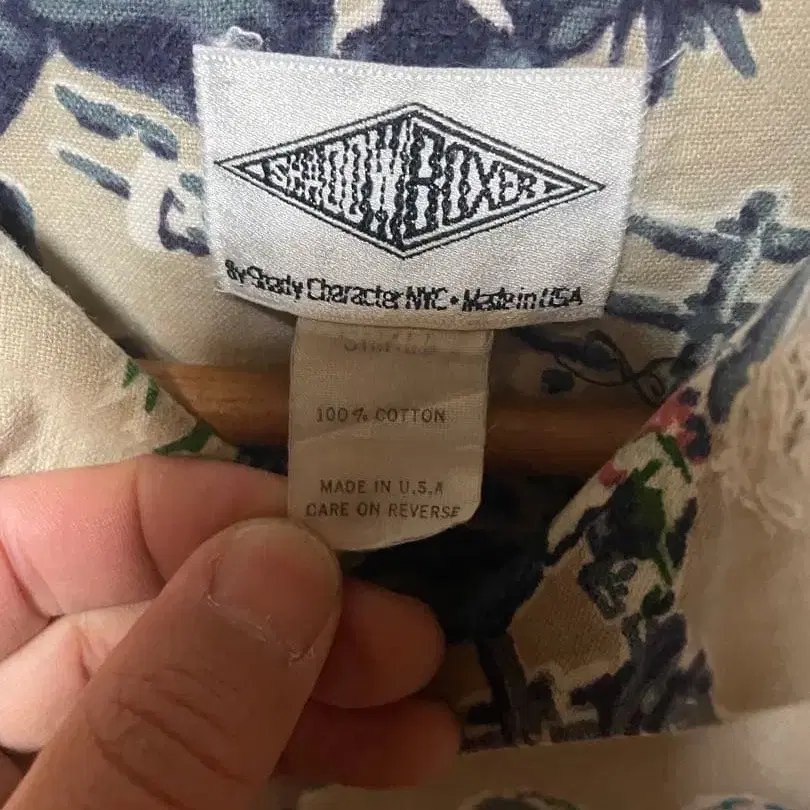 SHADOW BOXER
By Shady Character NYC • Made in USA
100% COTTON
MADE IN U.S.A
CARE ON REVERSE